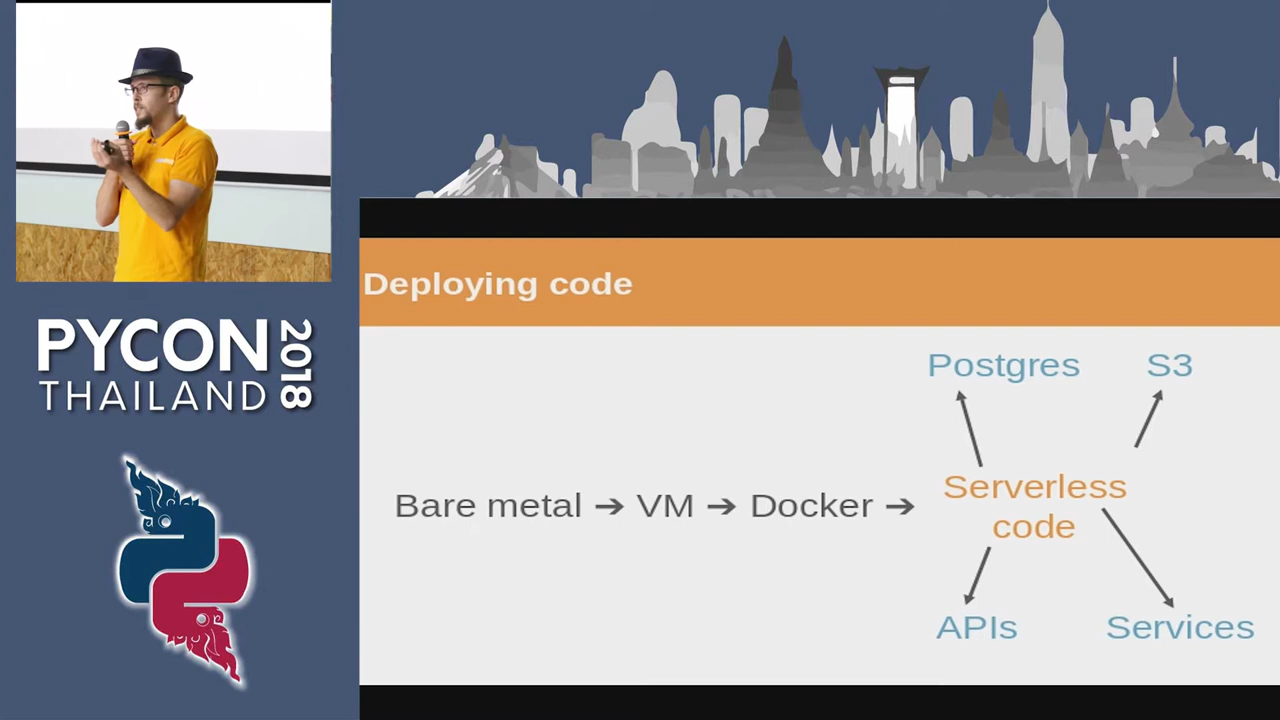 PYCON
THAILAND
2018
Deploying code
Postgres
S3
Bare metal ➔ VM ➔ Docker ➔
Serverless
code
APIs
Services